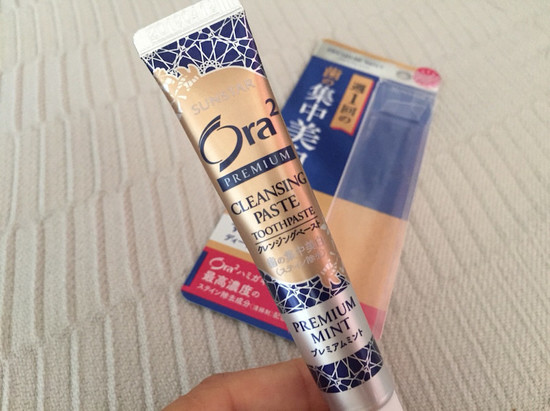 SUNSTAR
Ora²
PREMIUM
CLEANSING
PASTE
TOOTHPASTE
クレンジングペースト
PREMIUM
MINT
プレミアムミント
週1回の
歯の
集中美
Ora²ハミガキ
最高濃度の
ステイン除去成分